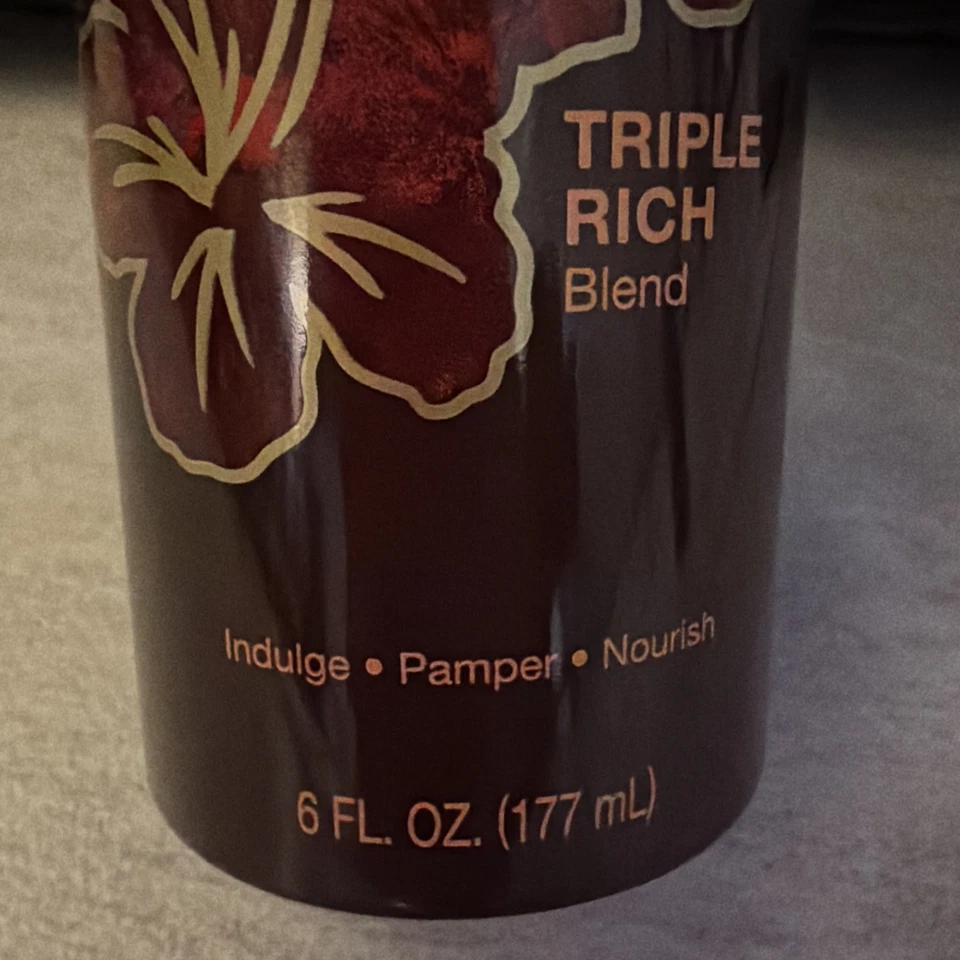 TRIPLE
RICH
Blend
Indulge • Pamper • Nourish
6 FL. OZ. (177 mL)